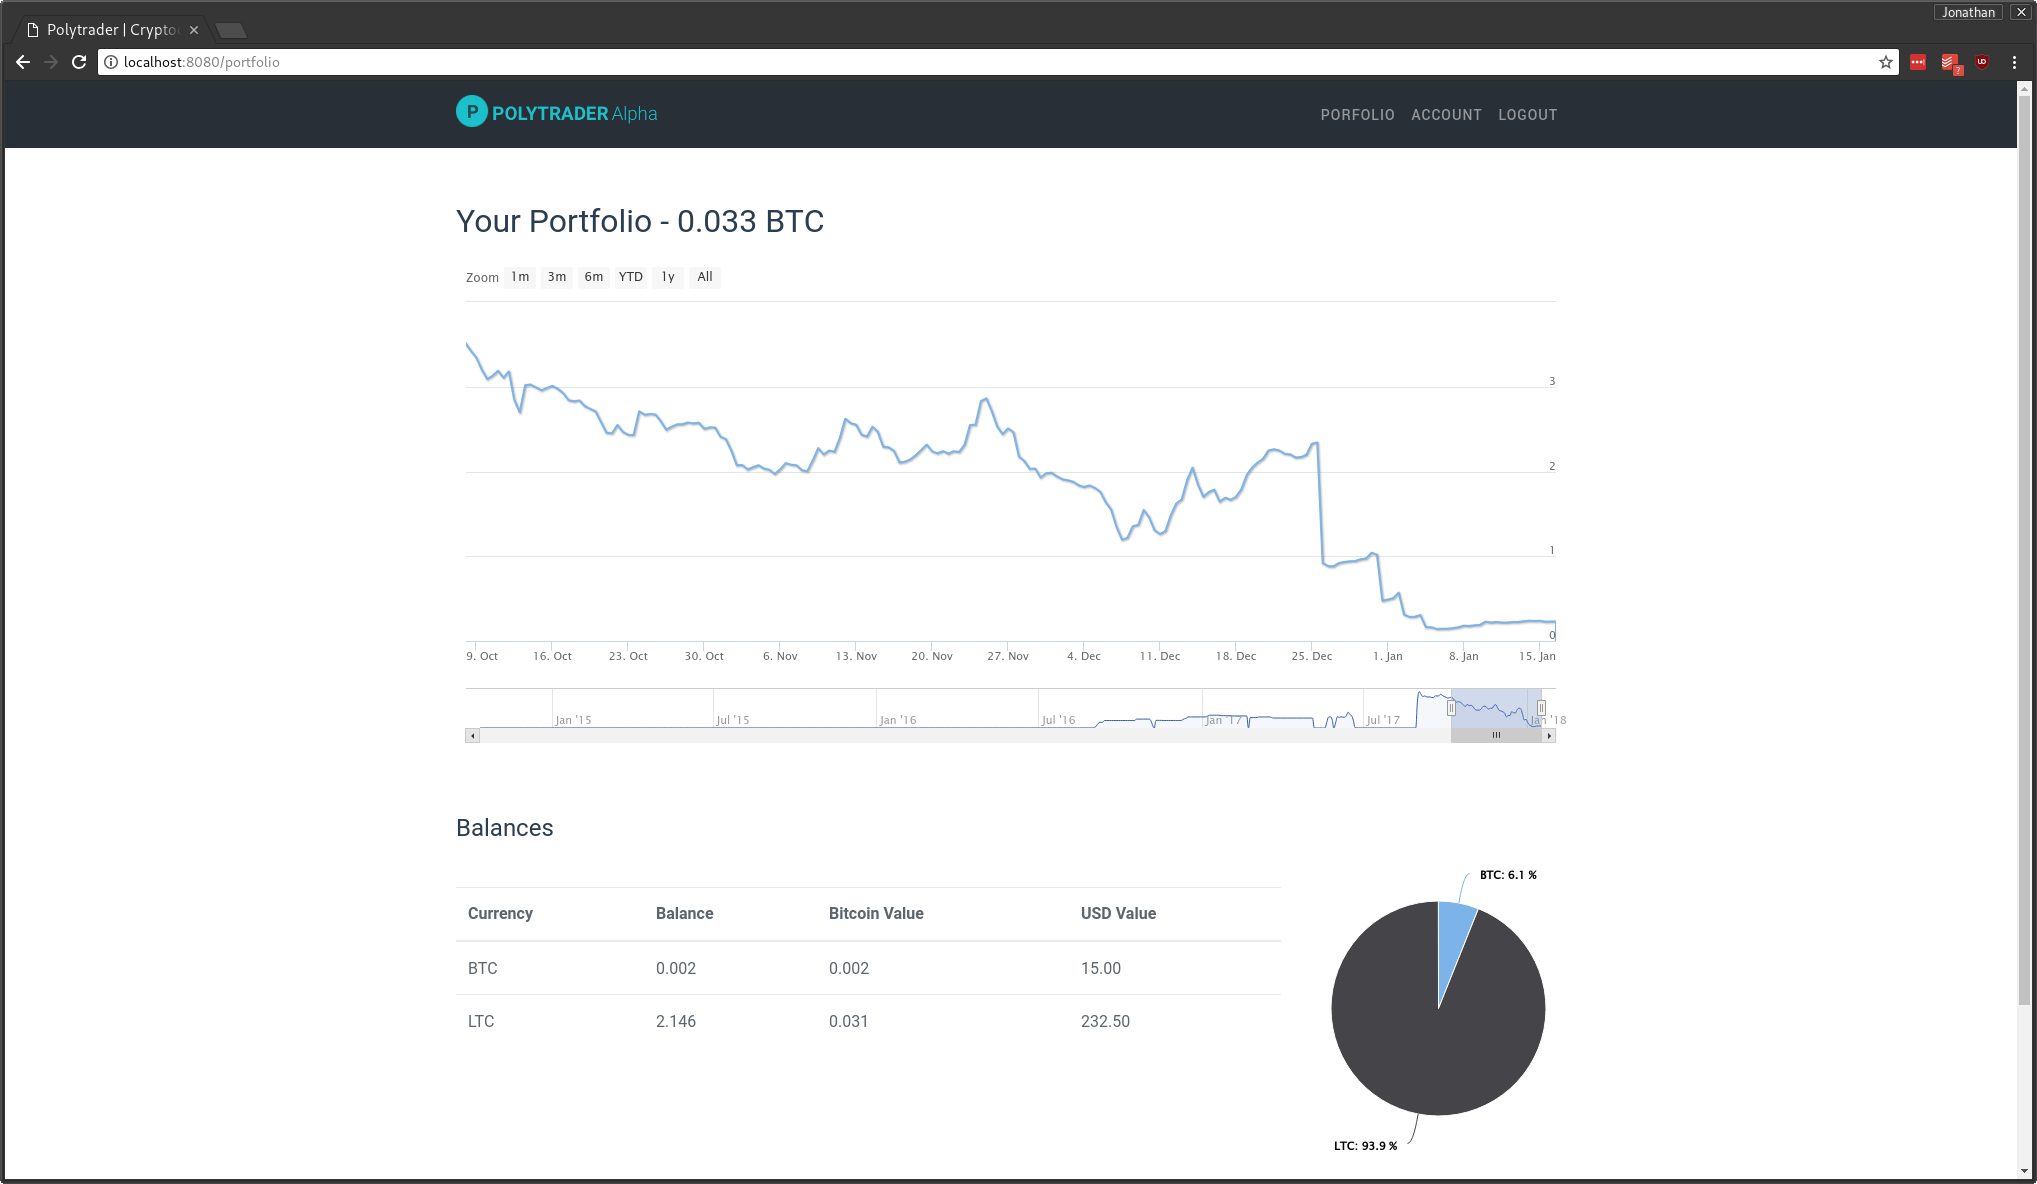 Jonathan
Polytrader | Crypto
localhost:8080/portfolio
P POLYTRADER Alpha
PORFOLIO ACCOUNT LOGOUT
Your Portfolio - 0.033 BTC
Zoom 1m 3m 6m YTD 1y All
3
2
1
0
9. Oct 16. Oct 23. Oct 30. Oct 6. Nov 13. Nov 20. Nov 27. Nov 4. Dec 11. Dec 18. Dec 25. Dec 1. Jan 8. Jan 15. Jan
Jan '15 Jul '15 Jan '16 Jul '16 Jan '17 Jul '17 Jan '18
Balances
Currency Balance Bitcoin Value USD Value
BTC 0.002 0.002 15.00
LTC 2.146 0.031 232.50
BTC: 6.1 %
LTC: 93.9 %